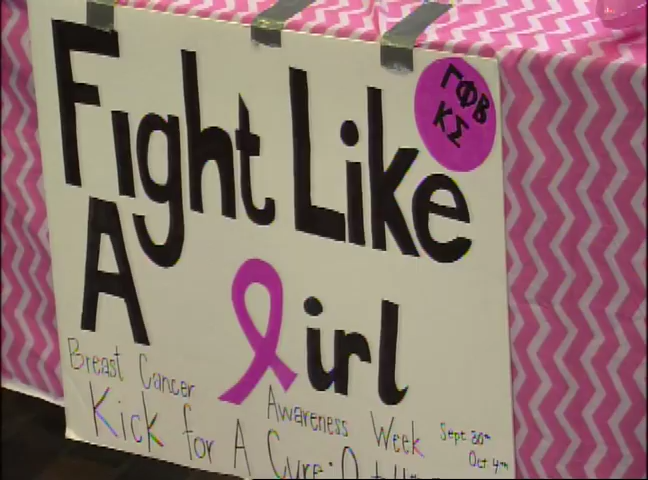 Fight Like
A irl
ΓΦΒ
ΚΣ
Breast Cancer Awareness Week Sept 30th
Oct 4th
Kick for A Cure: